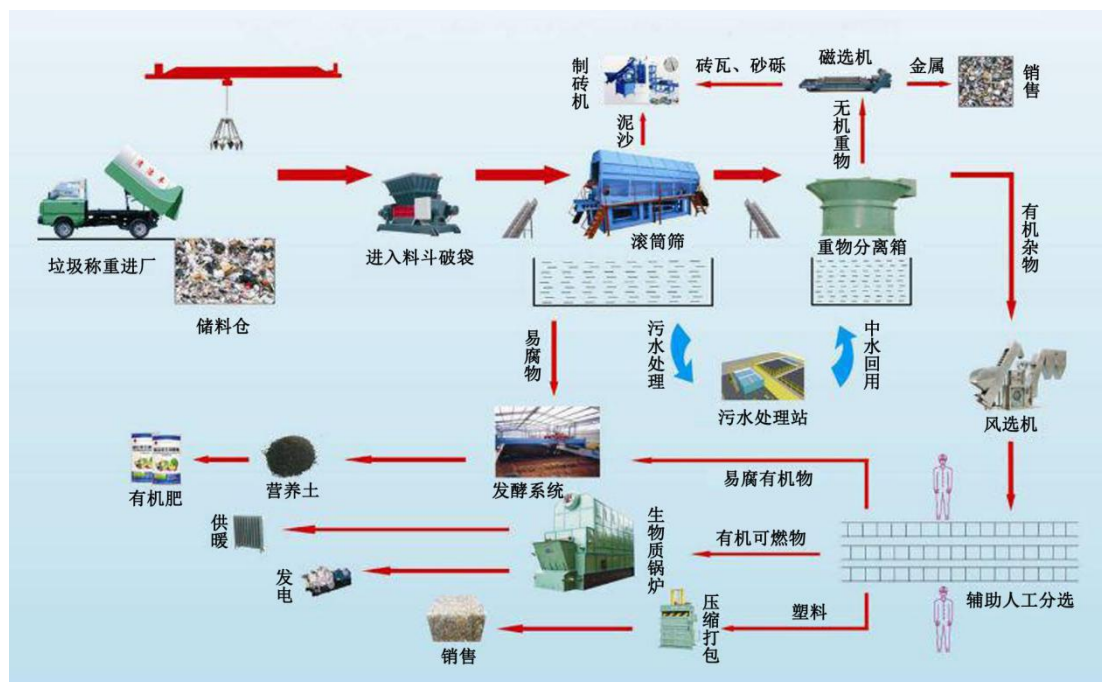 制砖机
砖瓦、砂砾
磁选机
金属
销售
泥沙
无机重物
有机杂物
垃圾称重进厂
储料仓
进入料斗破袋
滚筒筛
重物分离箱
易腐物
污水处理
中水回用
污水处理站
风选机
有机肥
营养土
发酵系统
易腐有机物
供暖
生物质锅炉
有机可燃物
发电
辅助人工分选
压缩打包
塑料
销售